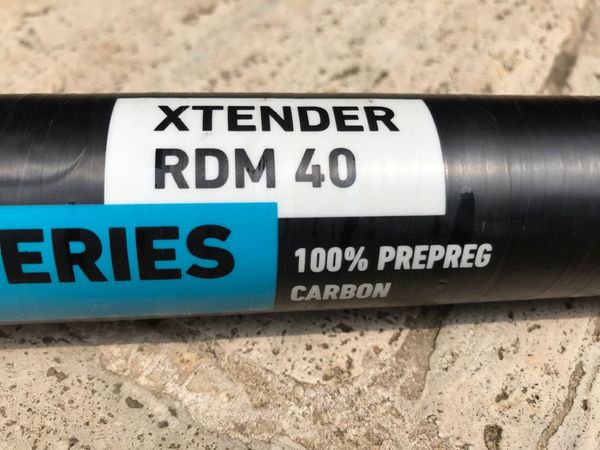 XTENDER
RDM 40
ERIES
100% PREPREG
CARBON